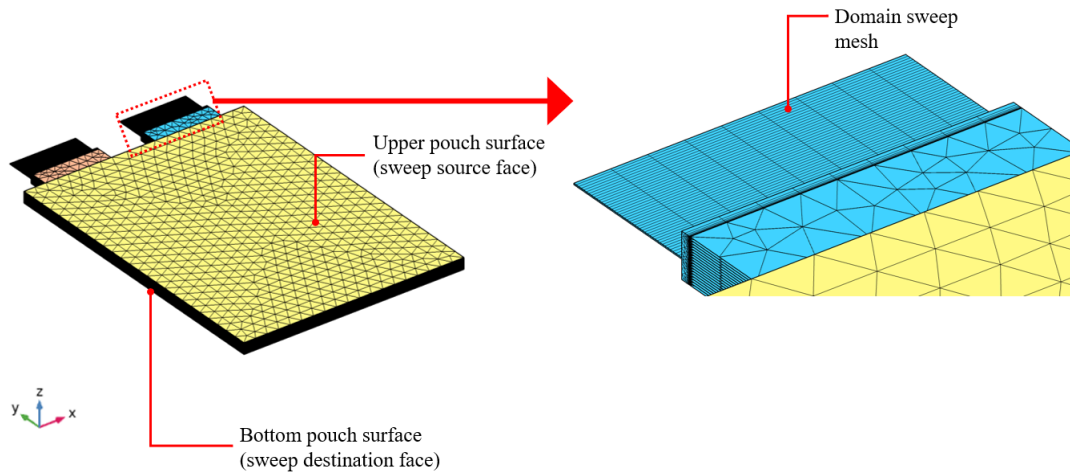 Domain sweep
mesh
Upper pouch surface
(sweep source face)
z
y
x
Bottom pouch surface
(sweep destination face)